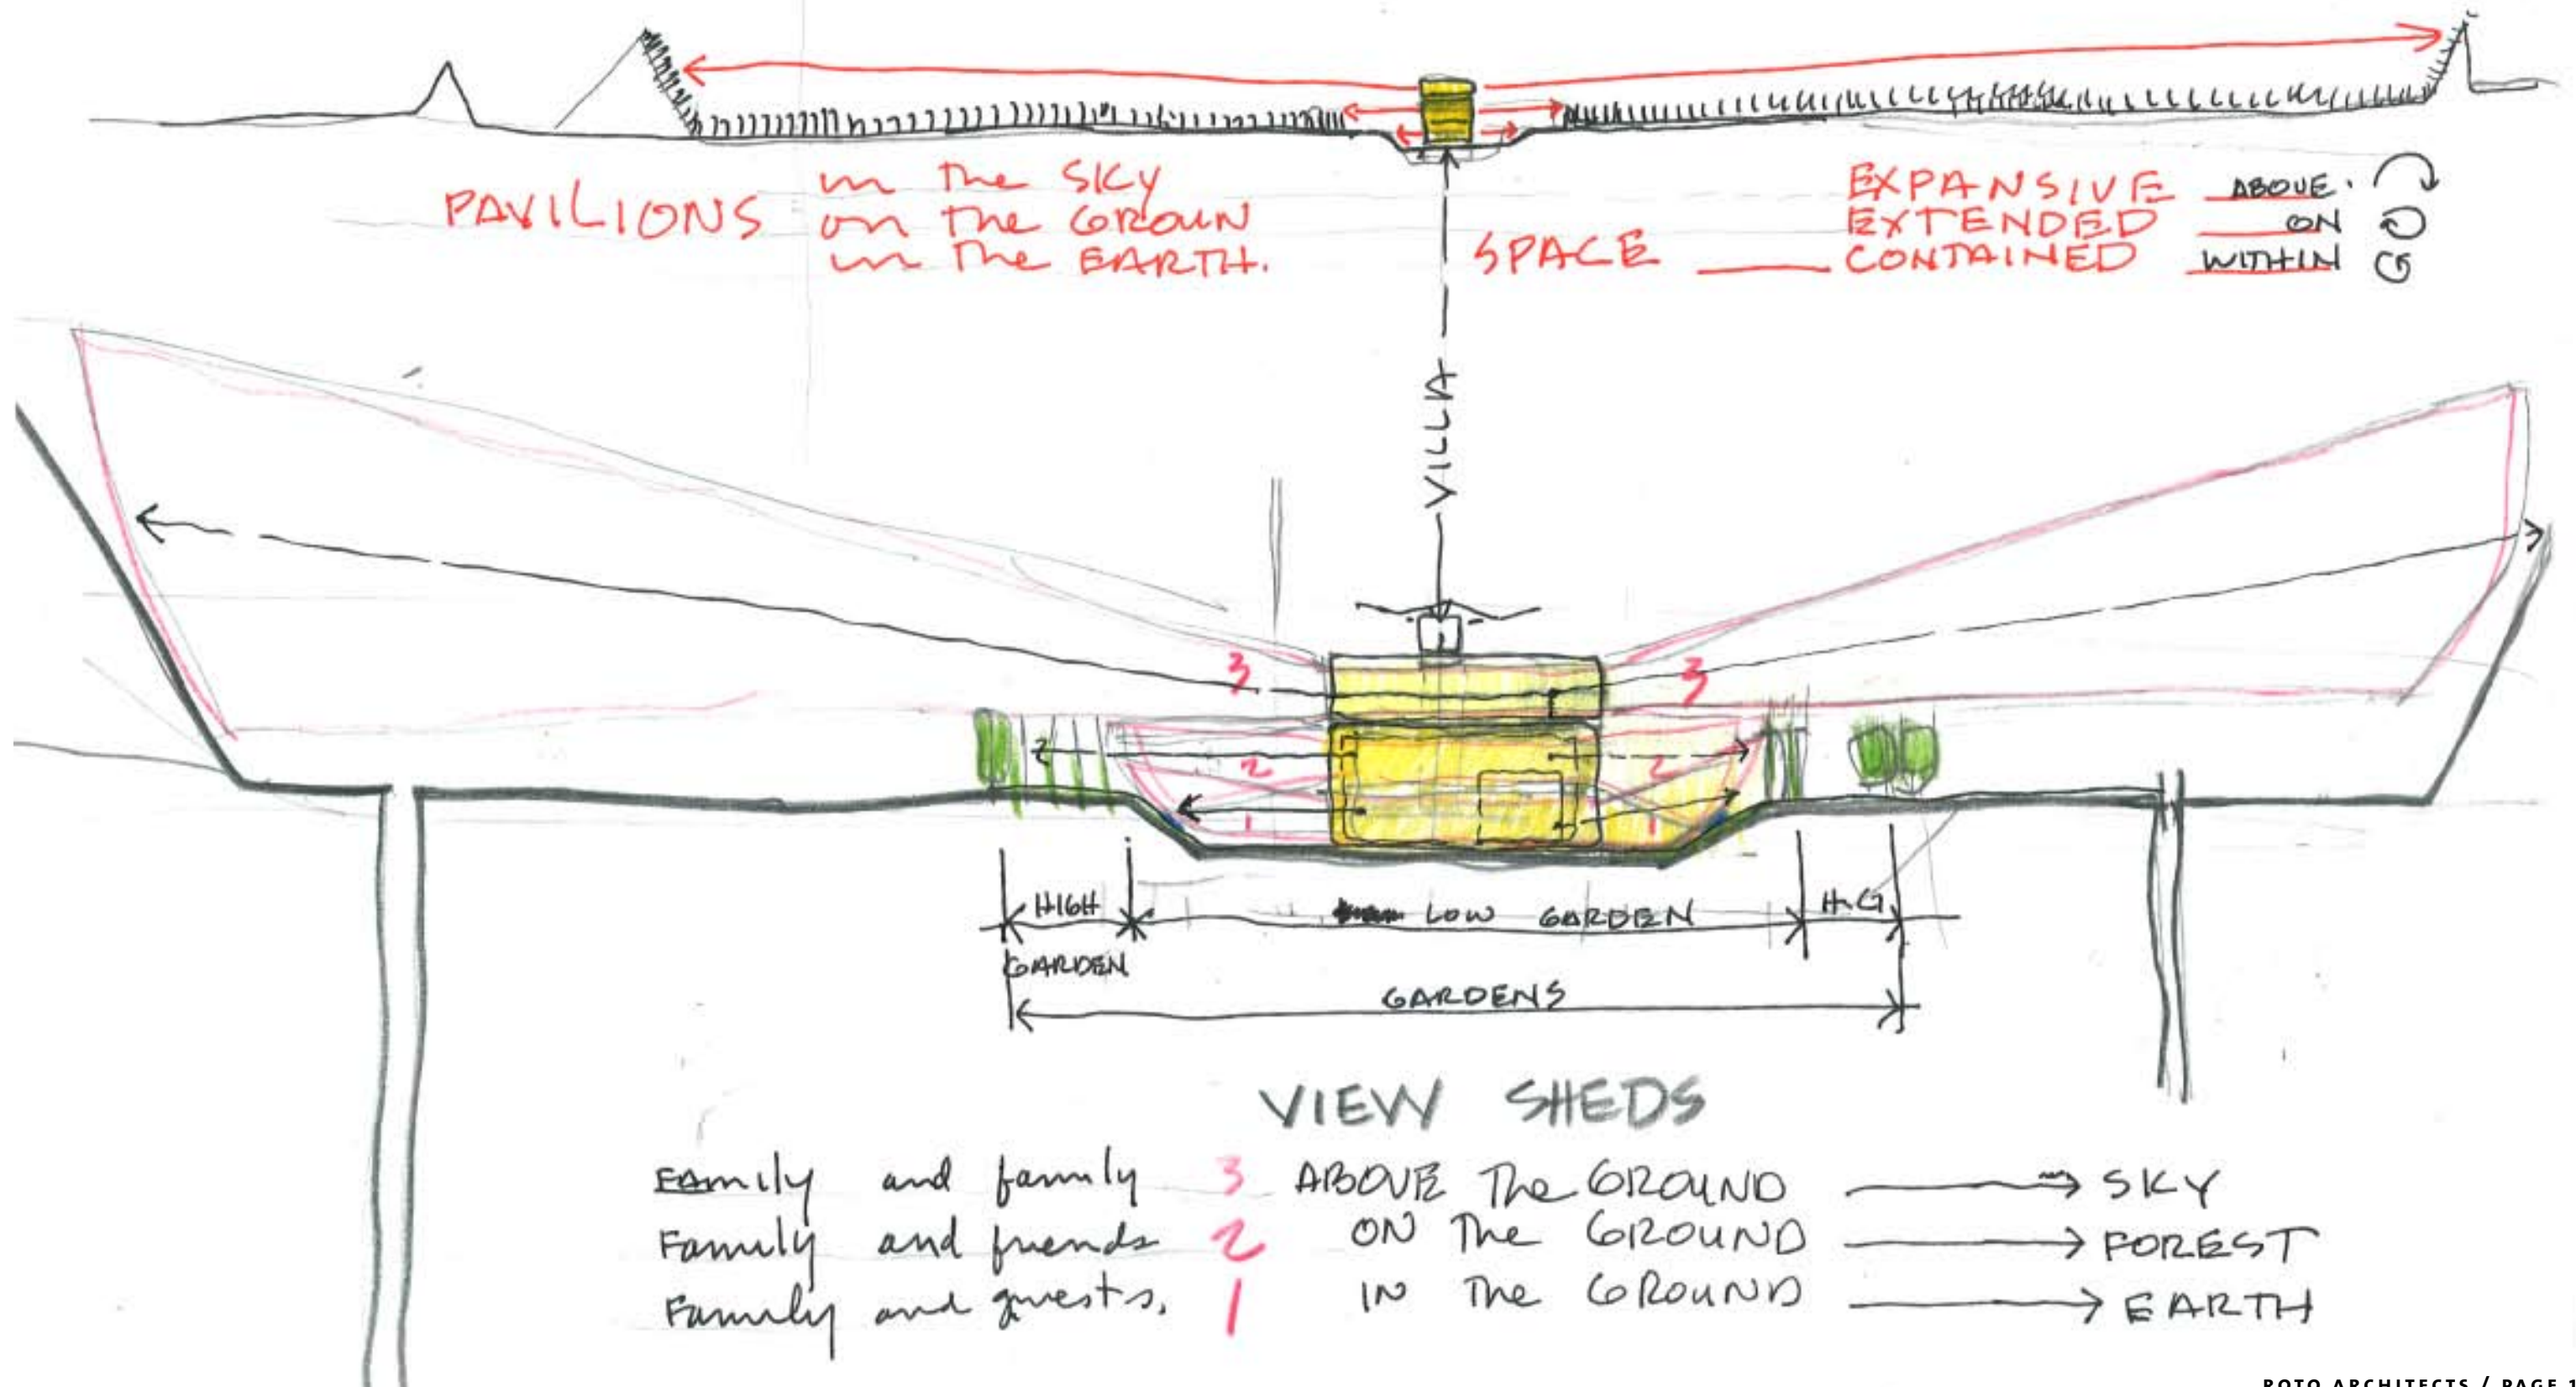 PAVILIONS
in the SKY
on the GROUN
in the EARTH.
SPACE
EXPANSIVE ABOVE.
EXTENDED ON
CONTAINED WITHIN
VILLA
3 3
2 2 2
1 1
HIGH LOW GARDEN H.G.
GARDEN
GARDENS
VIEW SHEDS
FAmily and family 3 ABOVE The GROUND → SKY
Family and friends 2 ON The GROUND → FOREST
Family and guests. 1 IN The GROUND → EARTH
ROTO ARCHITECTS / PAGE 1